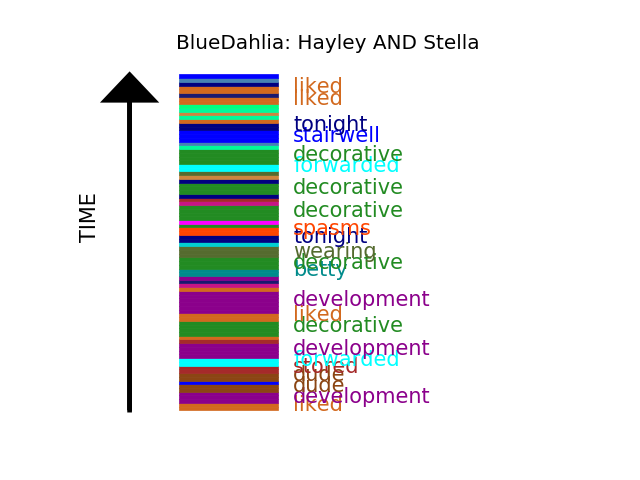 BlueDahlia: Hayley AND Stella
TIME
liked
liked
tonight
stairwell
decorative
forwarded
decorative
decorative
spasms
tonight
wearing
decorative
betty
development
liked
decorative
development
forwarded
stored
dude
dude
development
liked